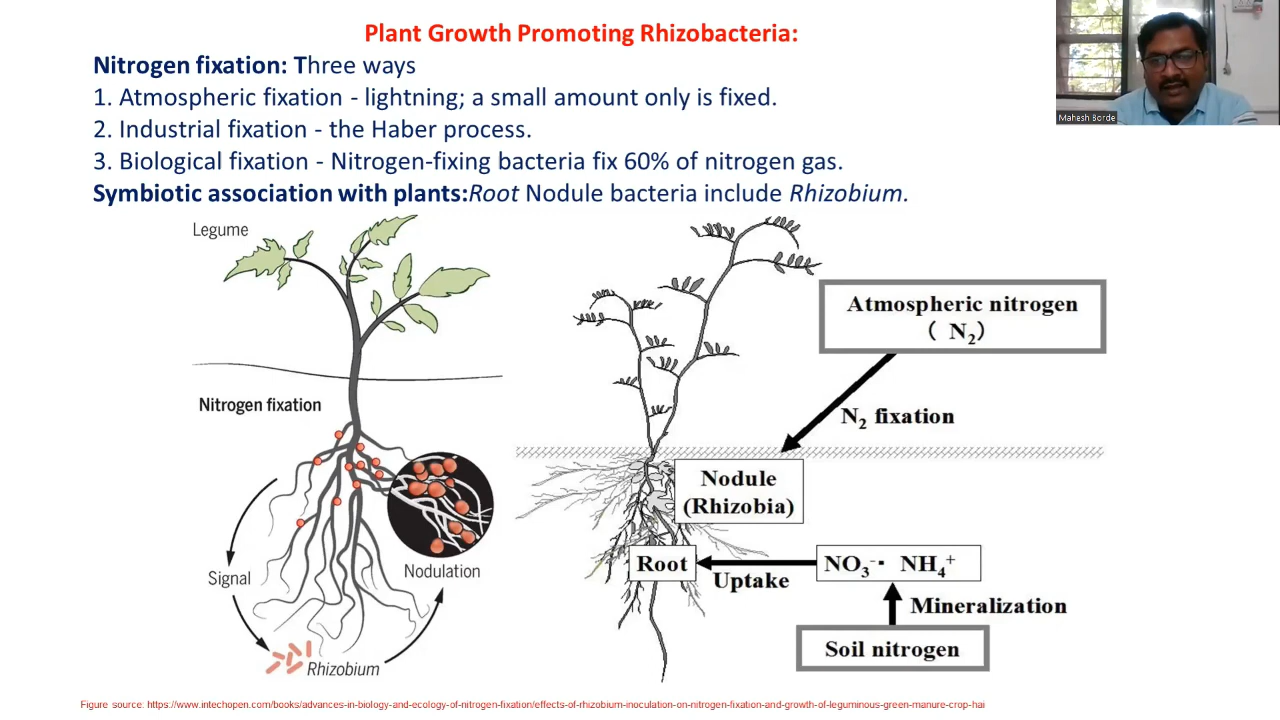 Plant Growth Promoting Rhizobacteria:
Nitrogen fixation: Three ways
1. Atmospheric fixation - lightning; a small amount only is fixed.
2. Industrial fixation - the Haber process.
3. Biological fixation - Nitrogen-fixing bacteria fix 60% of nitrogen gas.
Symbiotic association with plants:Root Nodule bacteria include Rhizobium.
Mahesh Borde
Legume
Nitrogen fixation
Signal
Nodulation
Rhizobium
Atmospheric nitrogen
( N₂)
N₂ fixation
Nodule
(Rhizobia)
Root
Uptake
NO₃⁻· NH₄⁺
Mineralization
Soil nitrogen
Figure source: https://www.intechopen.com/books/advances-in-biology-and-ecology-of-nitrogen-fixation/effects-of-rhizobium-inoculation-on-nitrogen-fixation-and-growth-of-leguminous-green-manure-crop-hai